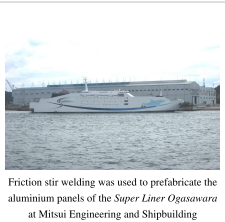 Friction stir welding was used to prefabricate the
aluminium panels of the Super Liner Ogasawara
at Mitsui Engineering and Shipbuilding